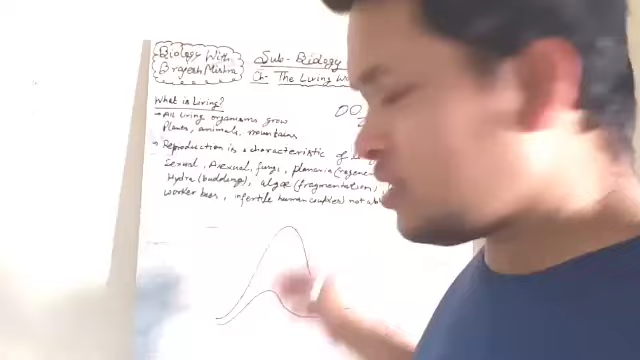 Biology With
Brajesh Mishra
Sub- Biology
Ch- The Living W
What is Living?
→ All living organisms grow
Plants, animals, mountains
→ Reproduction is a characteristic of
Sexual, Asexual, fungi, planaria (regene
Hydra (budding), algae (fragmentation)
worker bees, infertile human couples) not